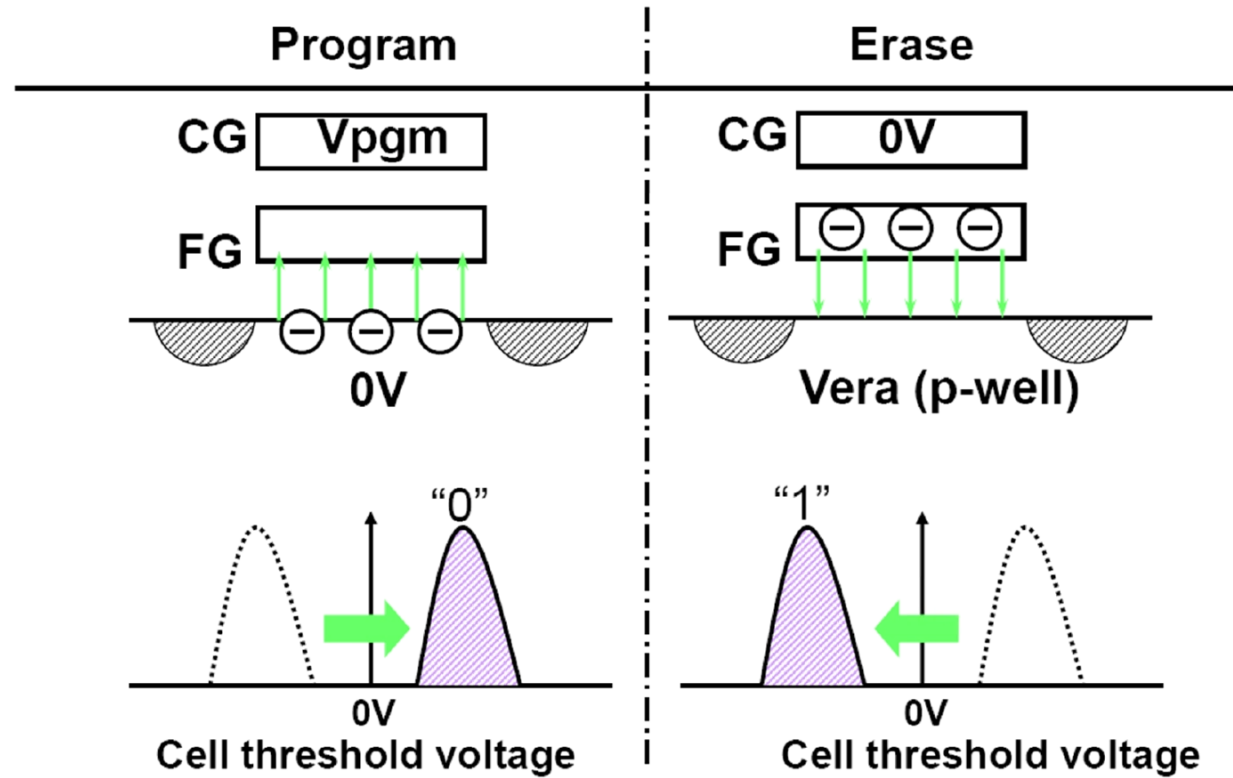 Program
CG Vpgm
FG
0V
“0”
0V
Cell threshold voltage
Erase
CG 0V
FG
Vera (p-well)
“1”
0V
Cell threshold voltage